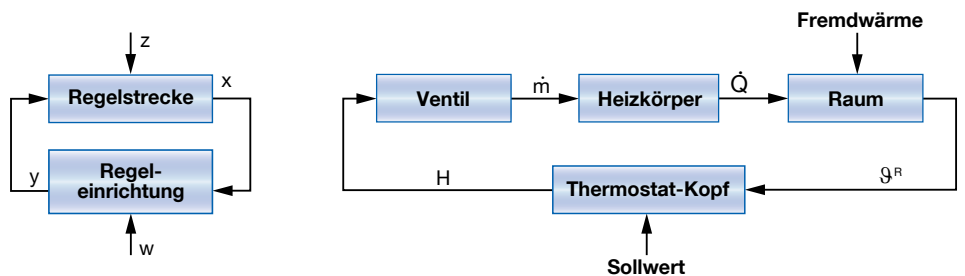 z
Regelstrecke
x
y
Regel-
einrichtung
w
Fremdwärme
Ventil
ṁ
Heizkörper
Q̇
Raum
H
Thermostat-Kopf
ϑᴿ
Sollwert